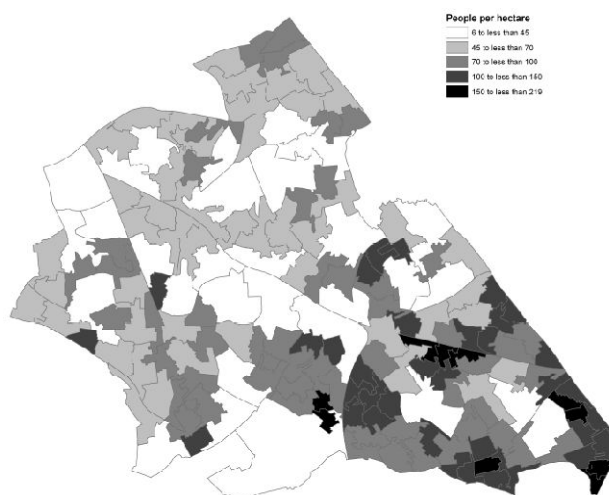 People per hectare
6 to less than 45
45 to less than 70
70 to less than 100
100 to less than 150
150 to less than 219